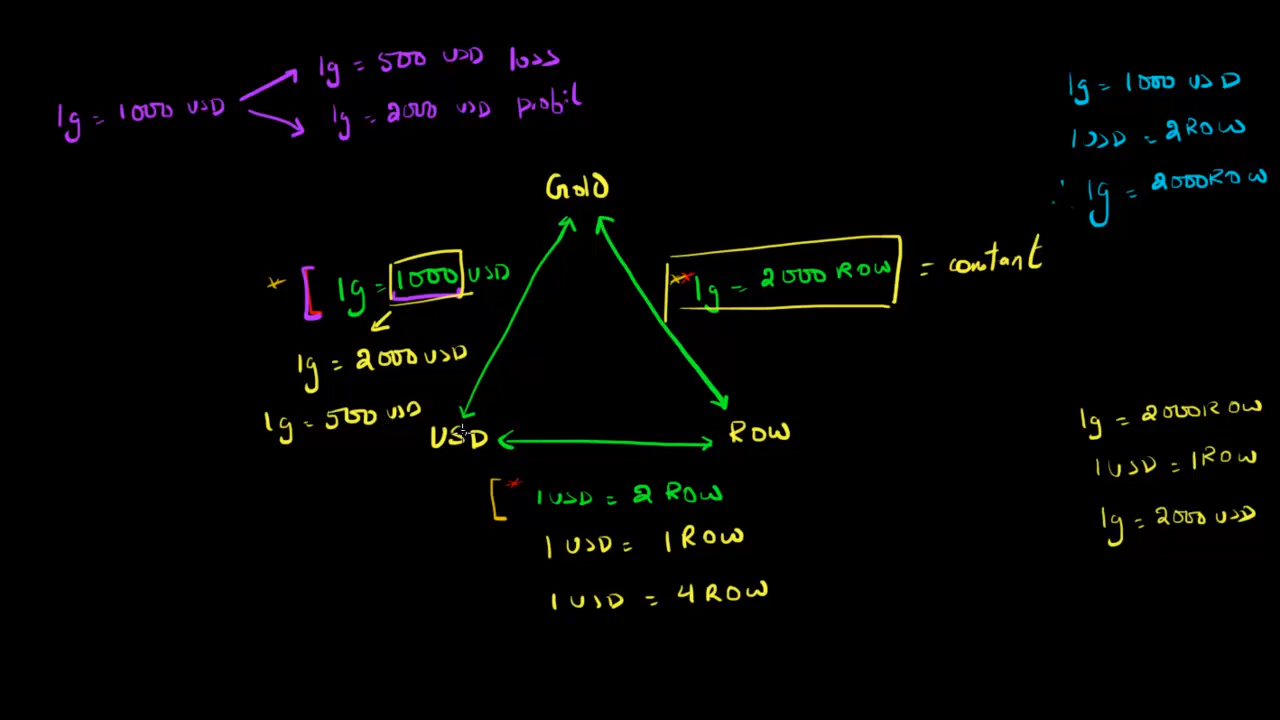 1g = 500 USD loss
1g = 1000 USD
1g = 2000 USD profit
1g = 1000 USD
1 USD = 2 ROW
∴ 1g = 2000 ROW
Gold
* [ 1g = 1000 USD
** 1g = 2000 ROW = constant
1g = 2000 USD
1g = 500 USD
USD
ROW
[ * 1 USD = 2 ROW
1 USD = 1 ROW
1 USD = 4 ROW
1g = 2000 ROW
1 USD = 1 ROW
1g = 2000 USD